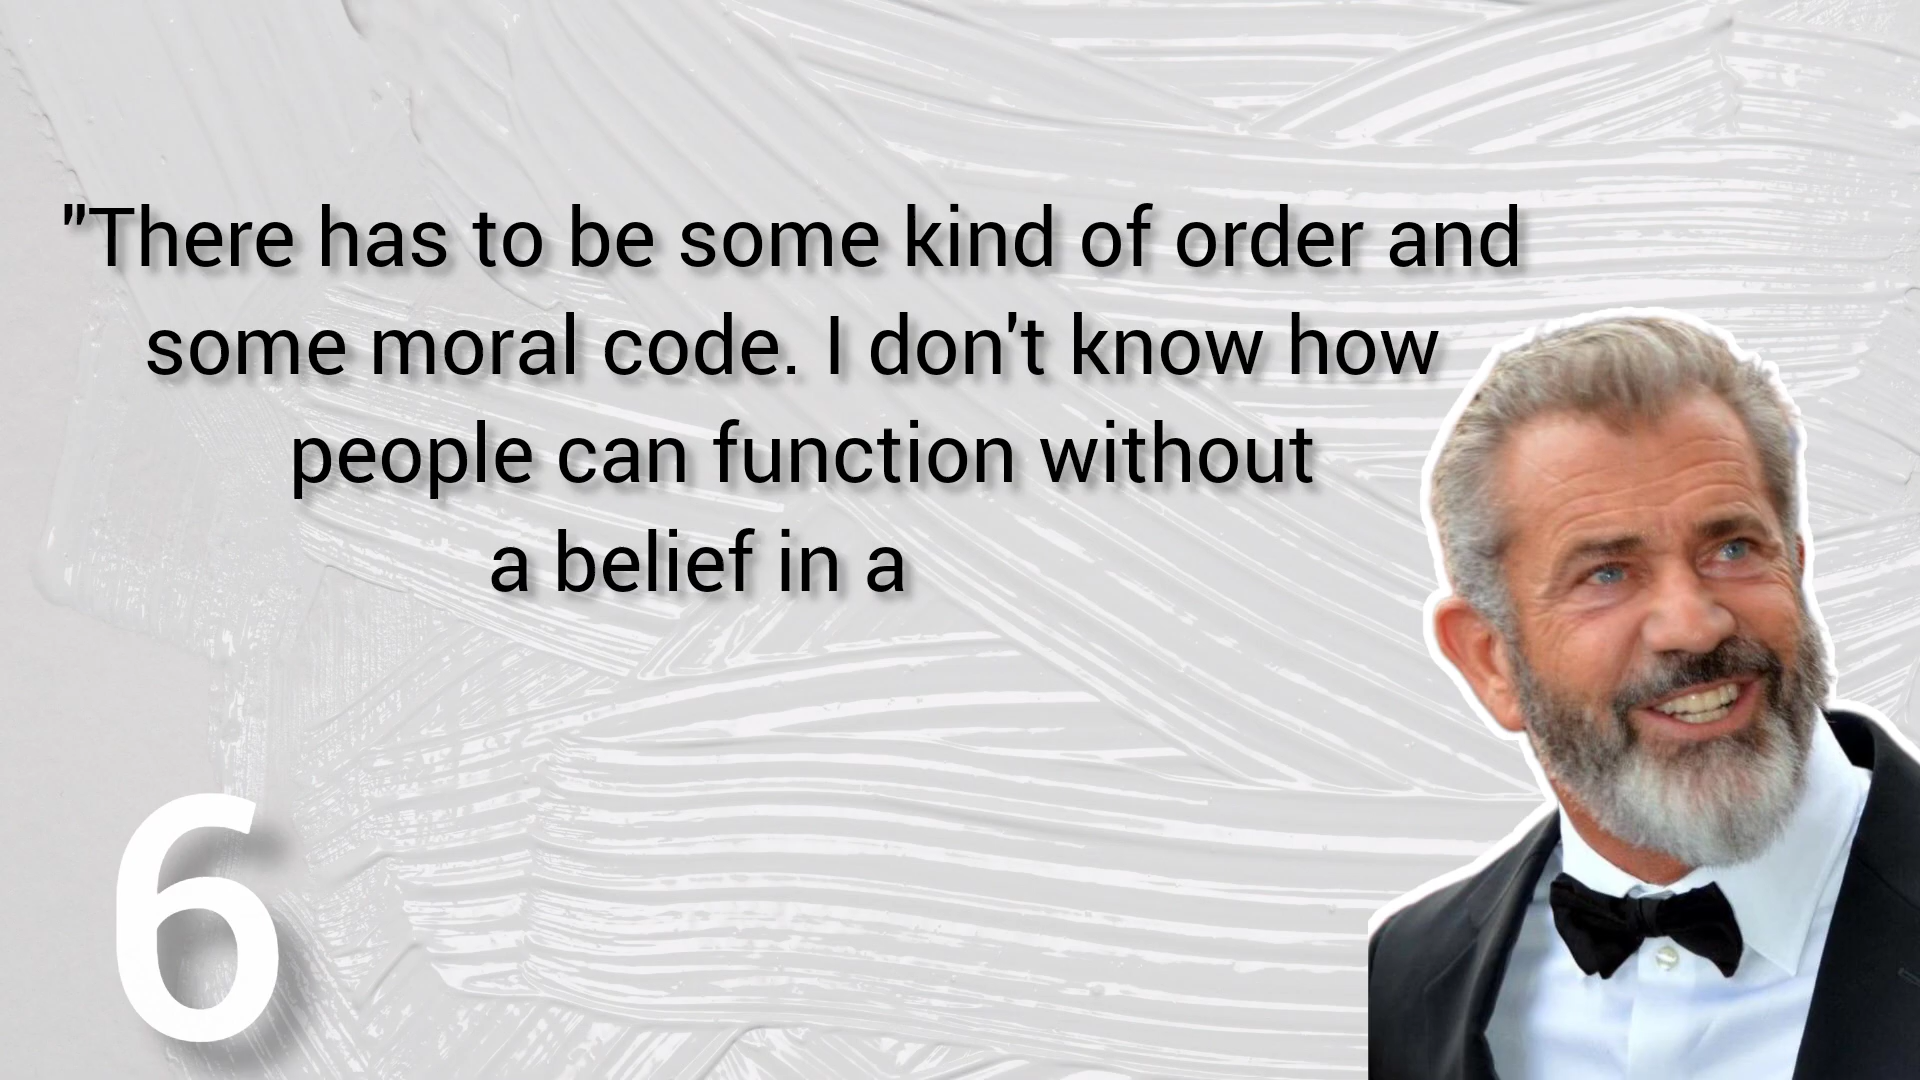 "There has to be some kind of order and
some moral code. I don't know how
people can function without
a belief in a
6